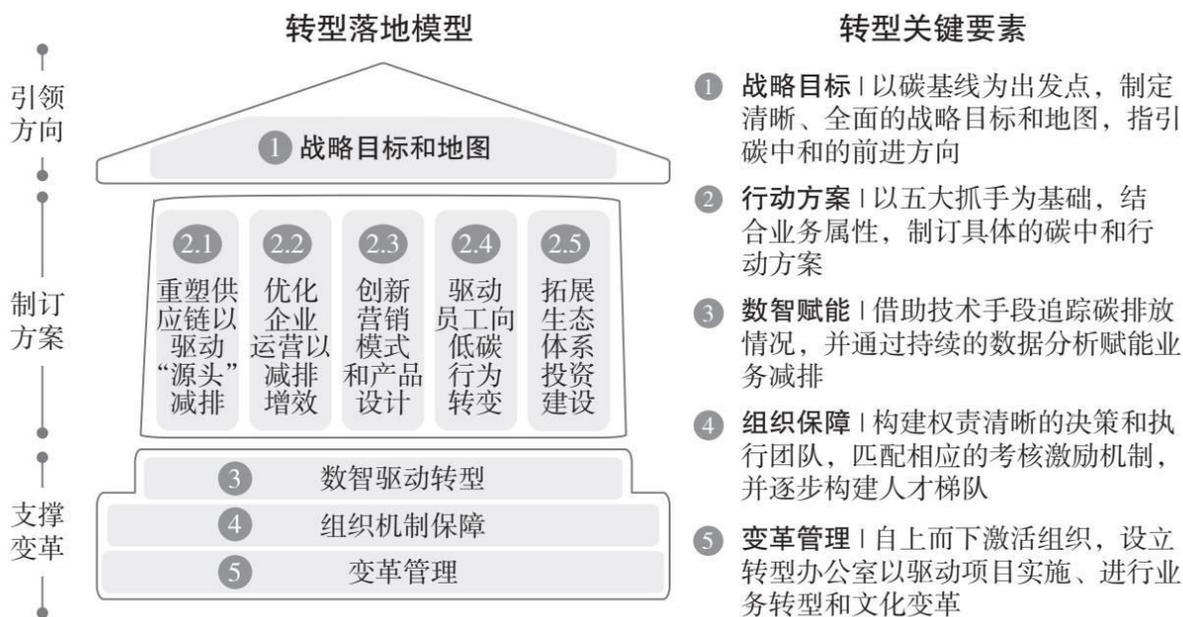 转型落地模型
引领
方向
制订
方案
支撑
变革
1 战略目标和地图
2.1
重塑供
应链以
驱动
“源头”
减排
2.2
优化
企业
运营以
减排
增效
2.3
创新
营销
模式
和产品
设计
2.4
驱动
员工向
低碳
行为
转变
2.5
拓展
生态
体系
投资
建设
3 数智驱动转型
4 组织机制保障
5 变革管理
转型关键要素
1 战略目标 | 以碳基线为出发点，制定
清晰、全面的战略目标和地图，指引
碳中和的前进方向
2 行动方案 | 以五大抓手为基础，结
合业务属性，制订具体的碳中和行
动方案
3 数智赋能 | 借助技术手段追踪碳排放
情况，并通过持续的数据分析赋能业
务减排
4 组织保障 | 构建权责清晰的决策和执
行团队，匹配相应的考核激励机制，
并逐步构建人才梯队
5 变革管理 | 自上而下激活组织，设立
转型办公室以驱动项目实施、进行业
务转型和文化变革